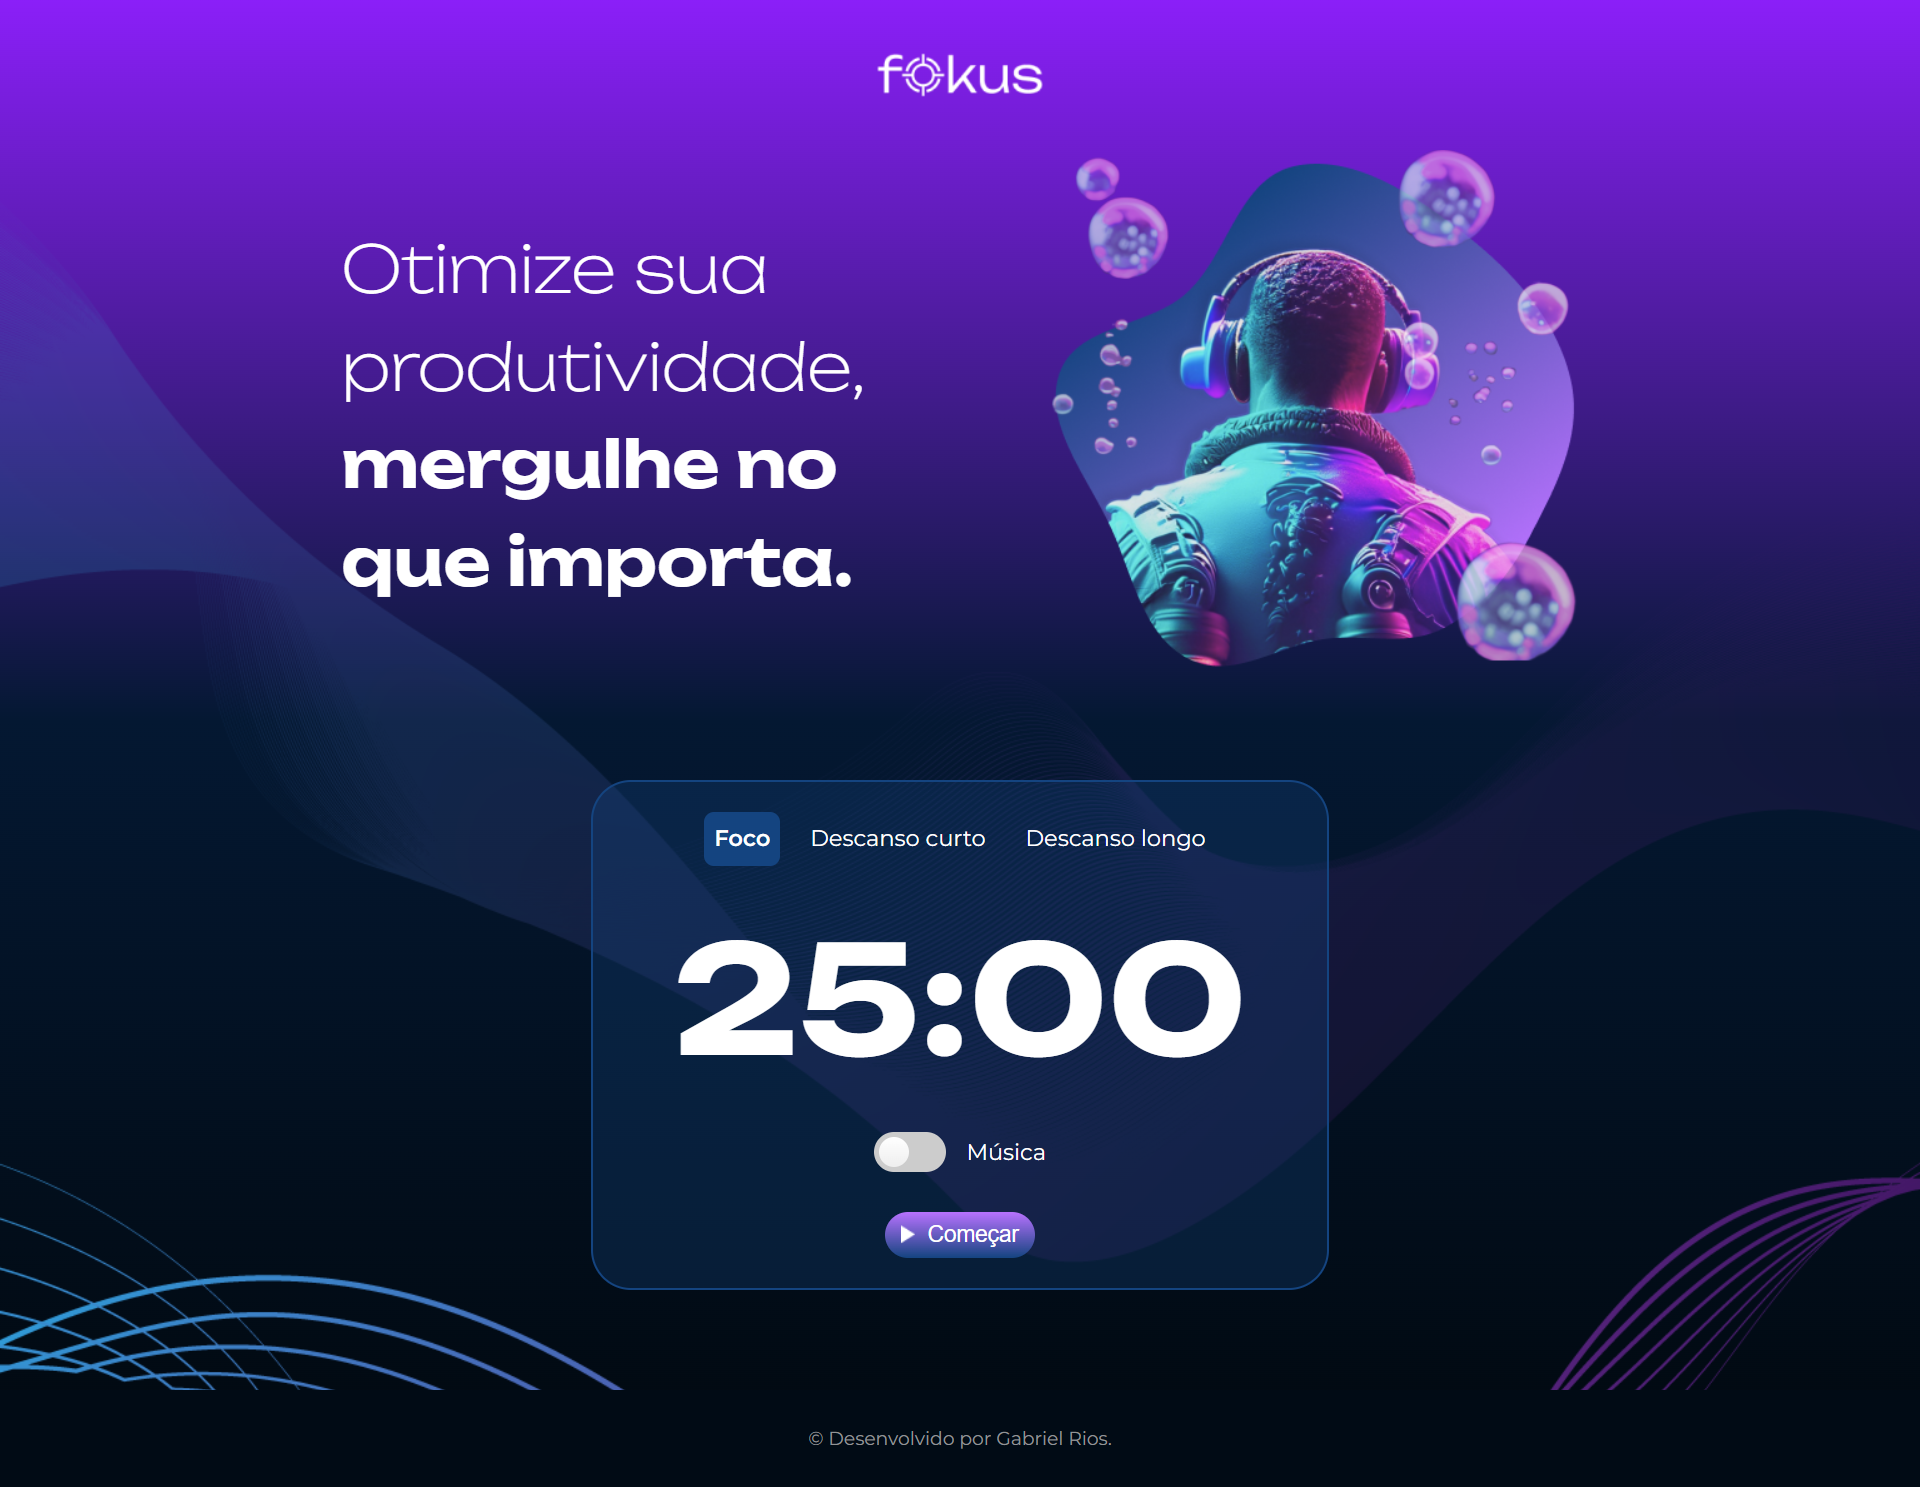 fokus
Otimize sua
produtividade,
mergulhe no
que importa.
Foco Descanso curto Descanso longo
25:00
Música
Começar
© Desenvolvido por Gabriel Rios.